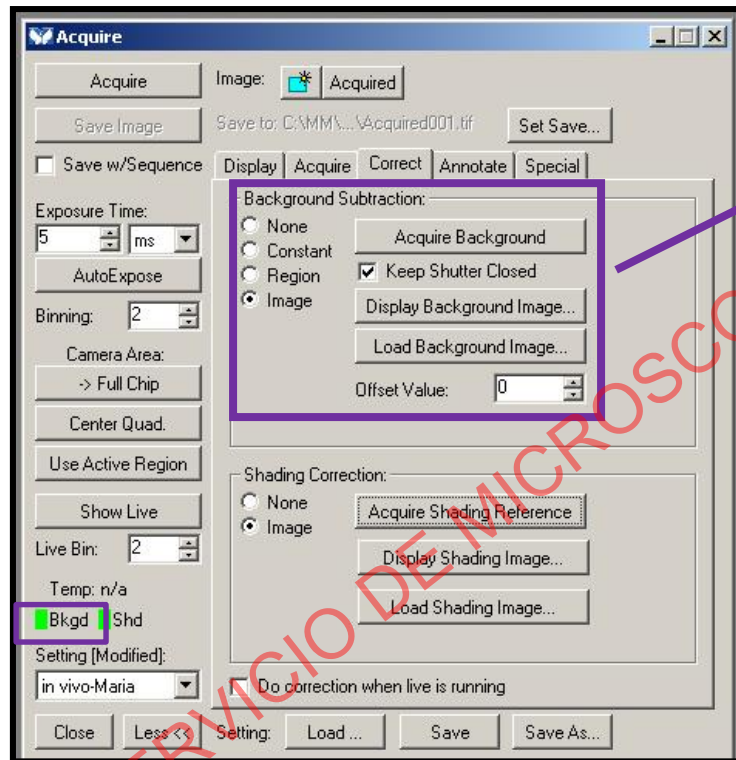 Acquire
Acquire
Image:
Acquired
Save Image
Save to: C:\MM\...\Acquired001.tif
Set Save...
Save w/Sequence
Display
Acquire
Correct
Annotate
Special
Exposure Time:
5
ms
AutoExpose
Binning:
2
Camera Area:
-> Full Chip
Center Quad.
Use Active Region
Show Live
Live Bin:
2
Temp: n/a
Bkgd
Shd
Setting [Modified]:
in vivo-Maria
Background Subtraction:
None
Constant
Region
Image
Acquire Background
Keep Shutter Closed
Display Background Image...
Load Background Image...
Offset Value:
0
Shading Correction:
None
Image
Acquire Shading Reference
Display Shading Image...
Load Shading Image...
Do correction when live is running
Close
Less <<
Setting:
Load ...
Save
Save As...
SERVICIO DE MICROSCO